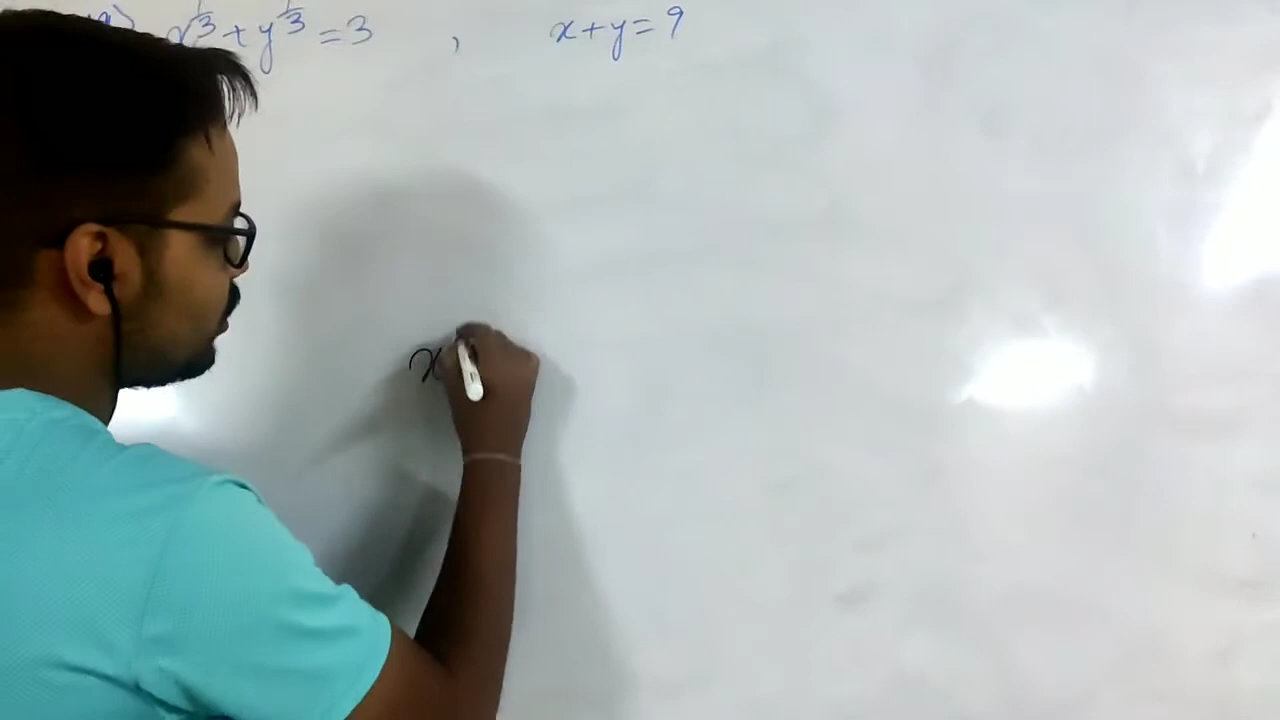 a) x^{1/3} + y^{1/3} = 3 , x + y = 9
x